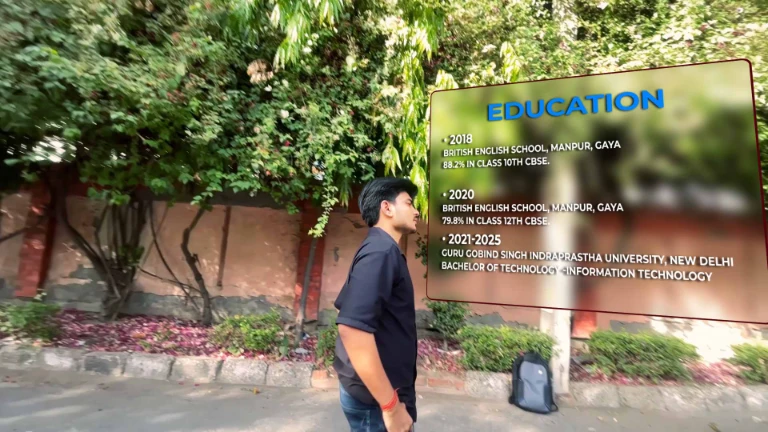 EDUCATION
• 2018
BRITISH ENGLISH SCHOOL, MANPUR, GAYA
88.2% IN CLASS 10TH CBSE.
• 2020
BRITISH ENGLISH SCHOOL, MANPUR, GAYA
79.8% IN CLASS 12TH CBSE.
• 2021-2025
GURU GOBIND SINGH INDRAPRASTHA UNIVERSITY, NEW DELHI
BACHELOR OF TECHNOLOGY -INFORMATION TECHNOLOGY